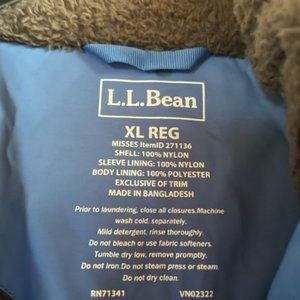 L.L.Bean
XL REG
MISSES ItemID 271136
SHELL: 100% NYLON
SLEEVE LINING: 100% NYLON
BODY LINING: 100% POLYESTER
EXCLUSIVE OF TRIM
MADE IN BANGLADESH
Prior to laundering, close all closures.Machine
wash cold, separately.
Mild detergent, rinse thoroughly.
Do not bleach or use fabric softeners.
Tumble dry low, remove promptly.
Do not Iron.Do not steam press or steam.
Do not dry clean.
RN71341 VN02322